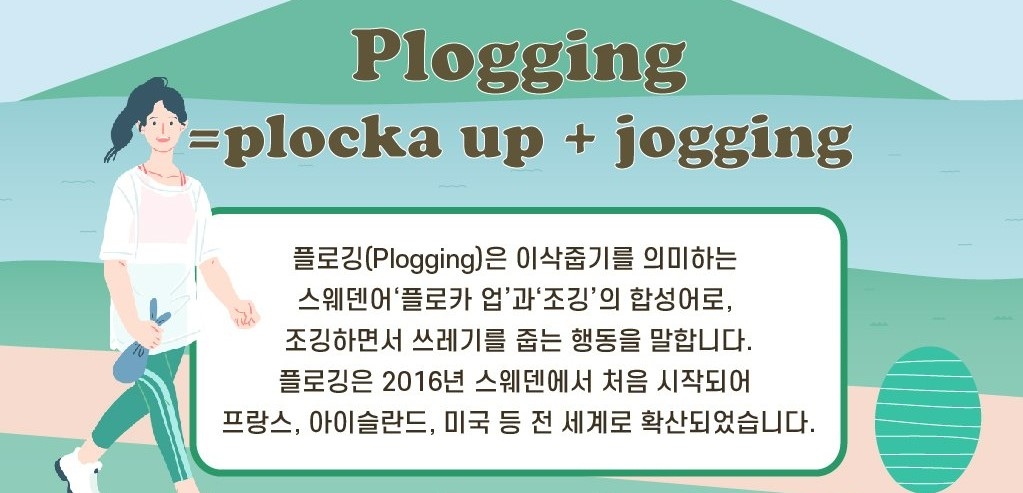 Plogging
=plocka up + jogging
플로깅(Plogging)은 이삭줍기를 의미하는
스웨덴어‘플로카 업’과‘조깅’의 합성어로,
조깅하면서 쓰레기를 줍는 행동을 말합니다.
플로깅은 2016년 스웨덴에서 처음 시작되어
프랑스, 아이슬란드, 미국 등 전 세계로 확산되었습니다.